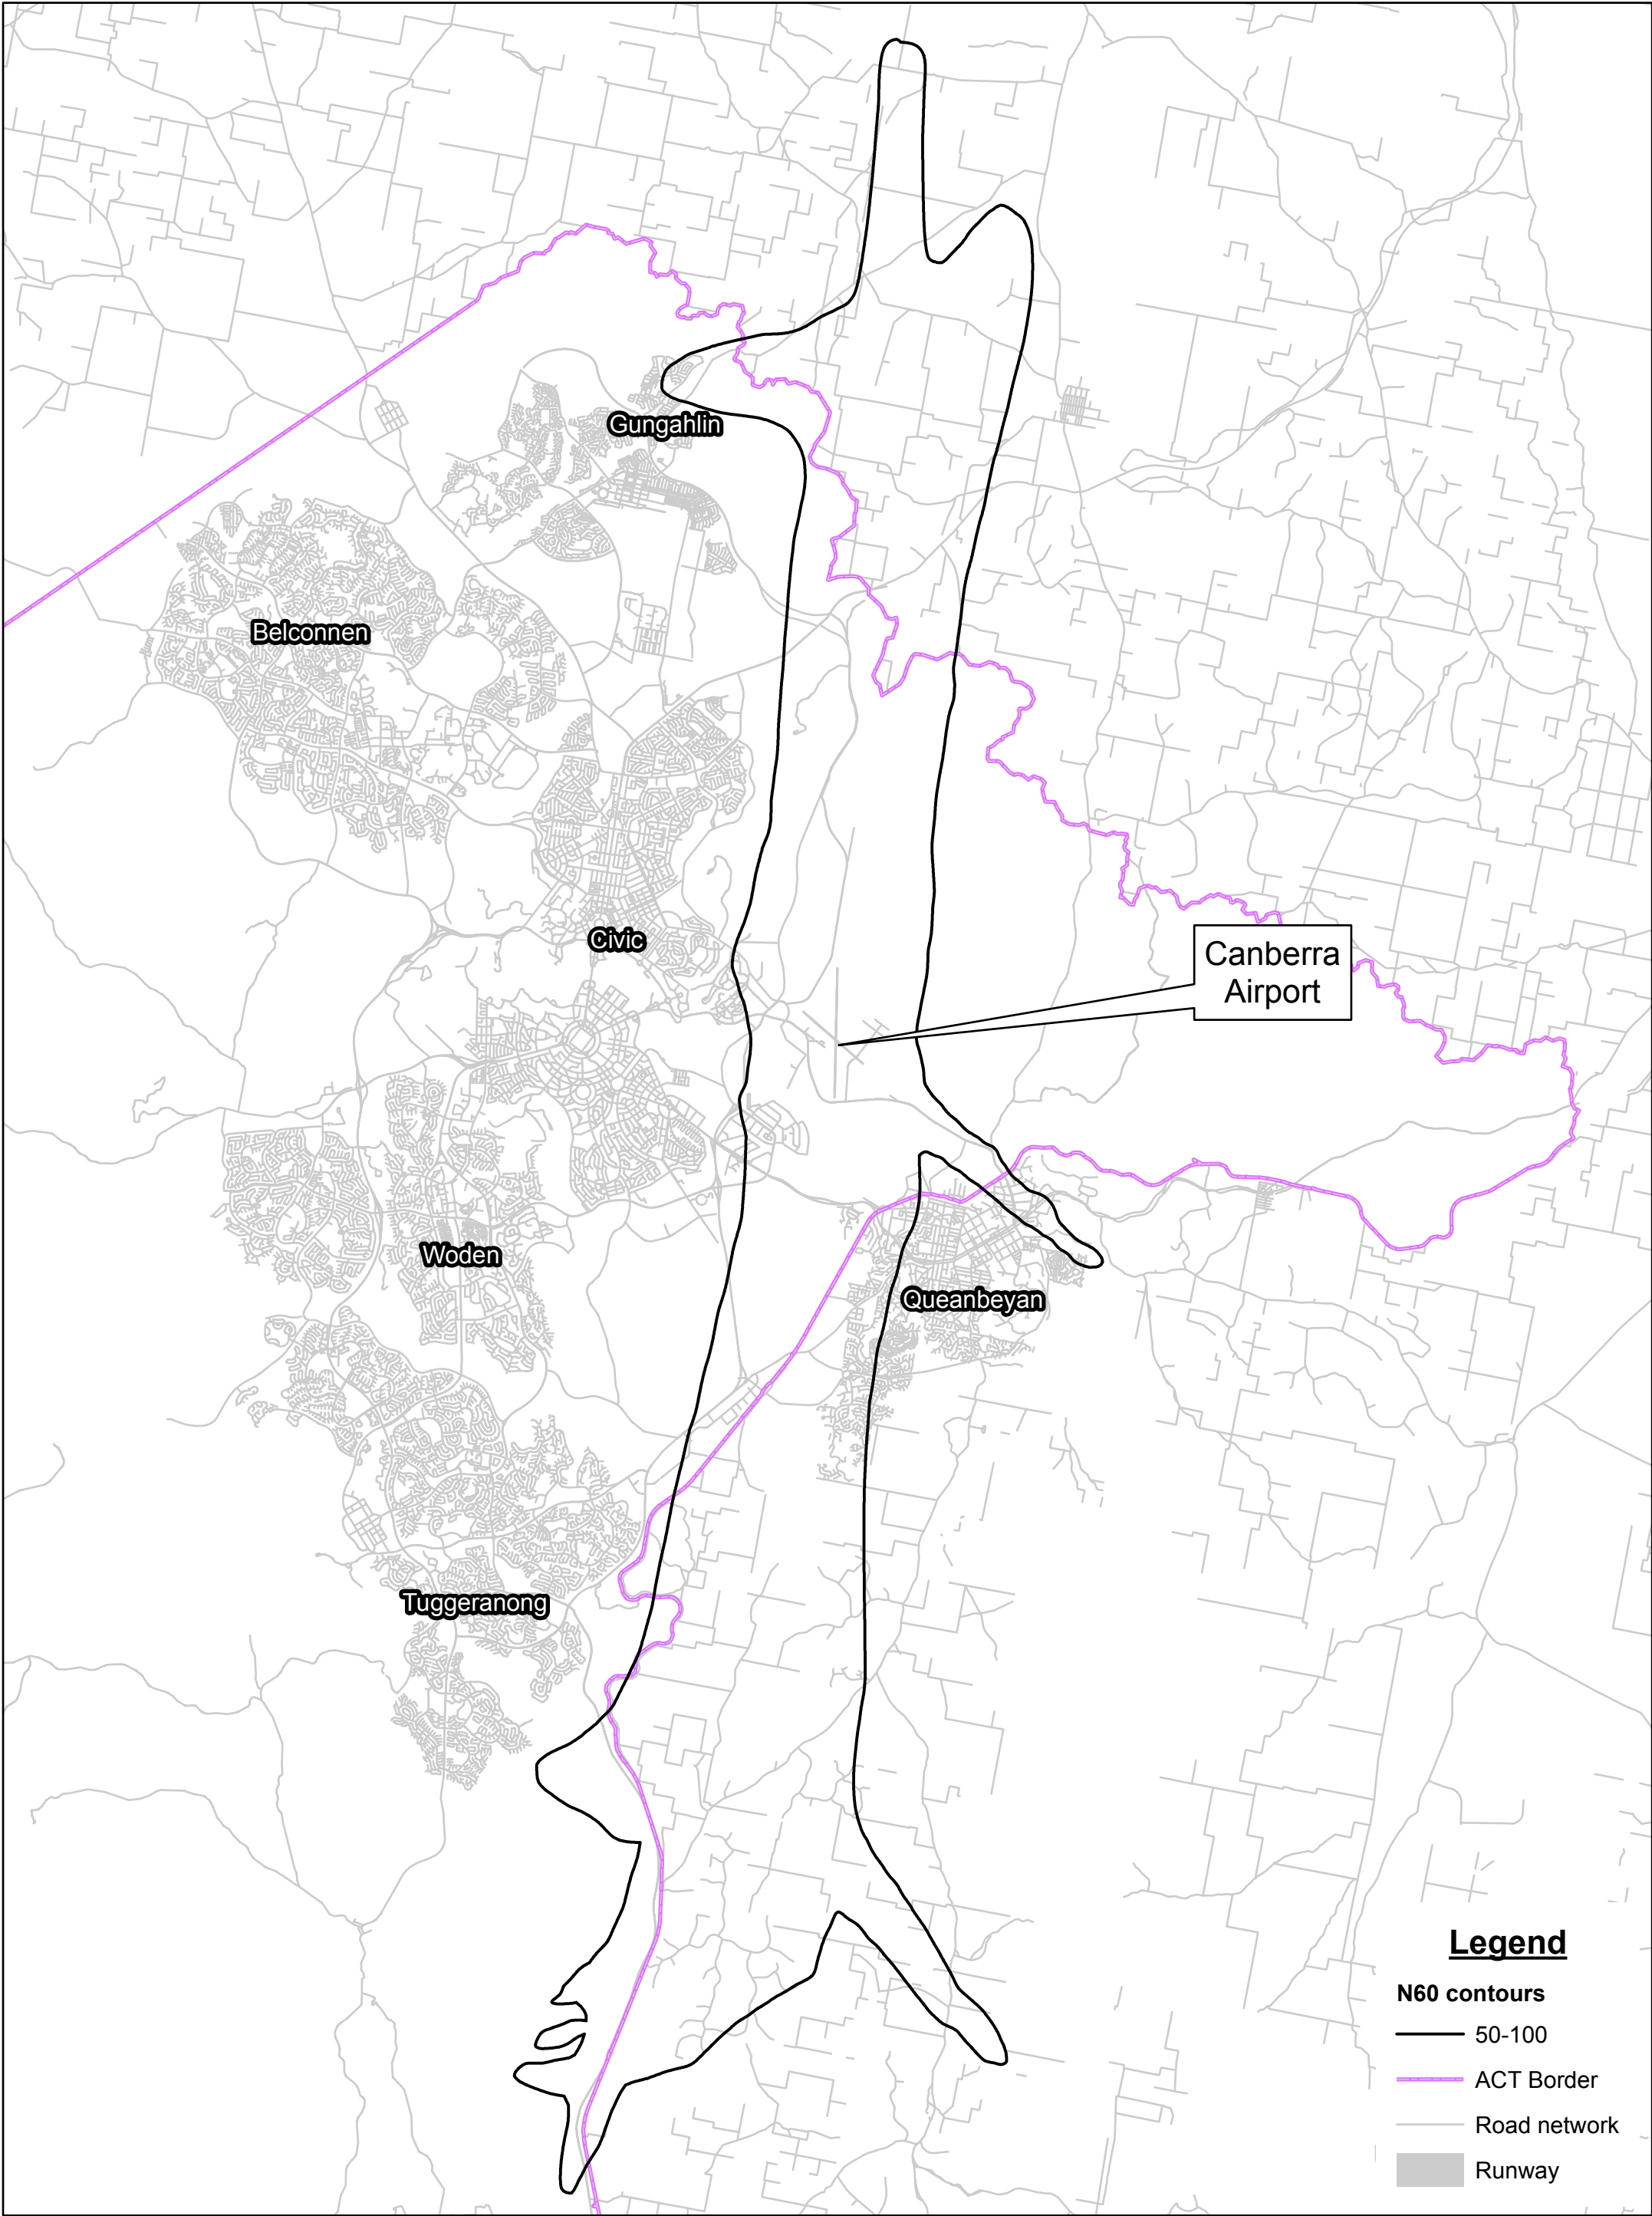 Gungahlin
Belconnen
Civic
Canberra
Airport
Woden
Queanbeyan
Tuggeranong
Legend
N60 contours
50-100
ACT Border
Road network
Runway